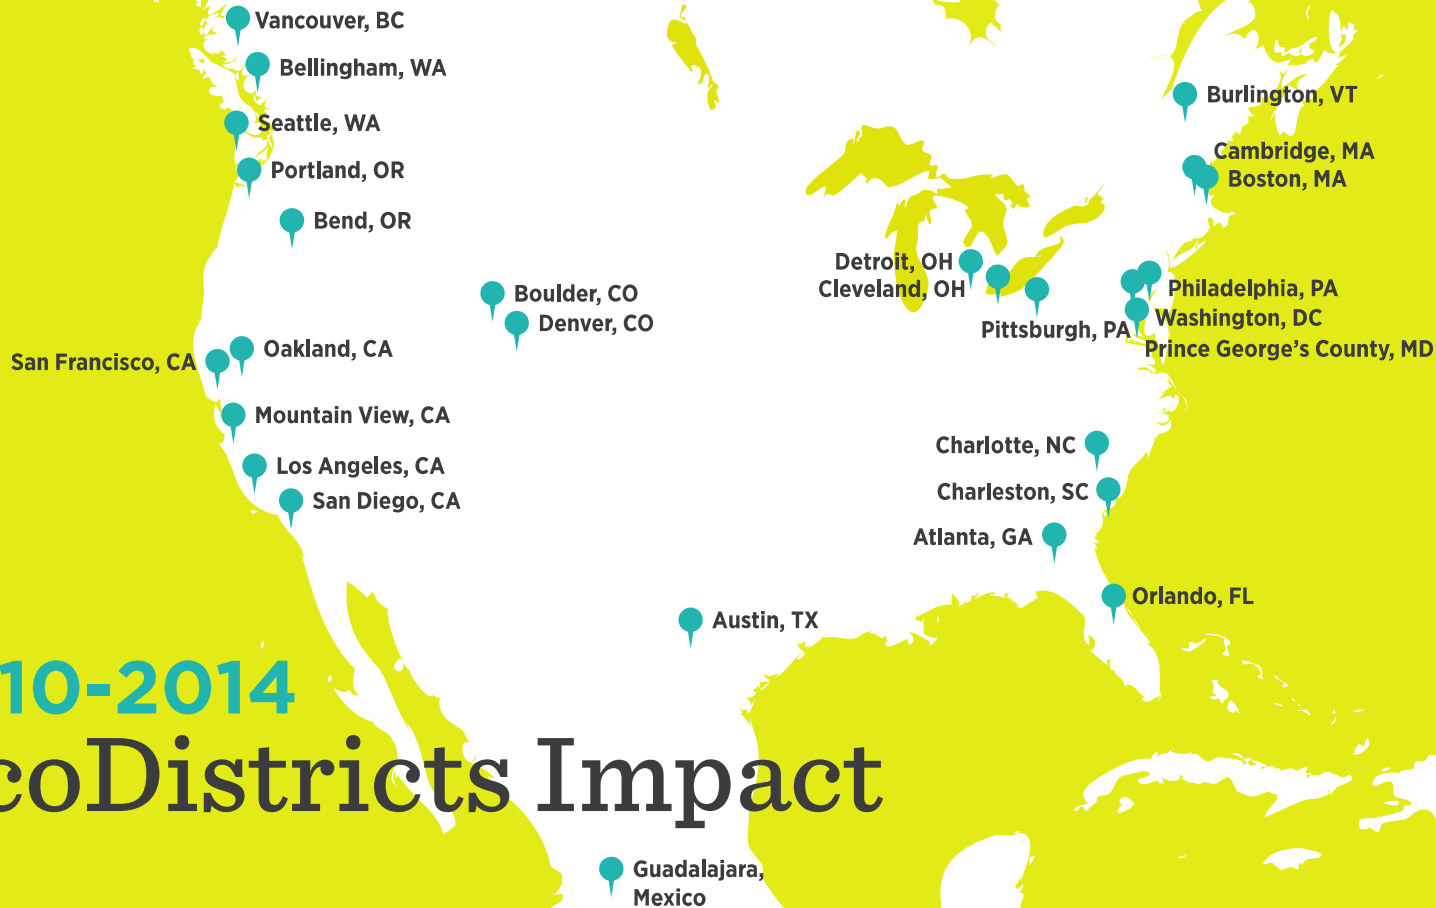 Vancouver, BC
Bellingham, WA
Seattle, WA
Portland, OR
Bend, OR
Boulder, CO
Denver, CO
San Francisco, CA
Oakland, CA
Mountain View, CA
Los Angeles, CA
San Diego, CA
Burlington, VT
Cambridge, MA
Boston, MA
Detroit, OH
Cleveland, OH
Pittsburgh, PA
Philadelphia, PA
Washington, DC
Prince George's County, MD
Charlotte, NC
Charleston, SC
Atlanta, GA
Orlando, FL
Austin, TX
10-2014
coDistricts Impact
Guadalajara,
Mexico